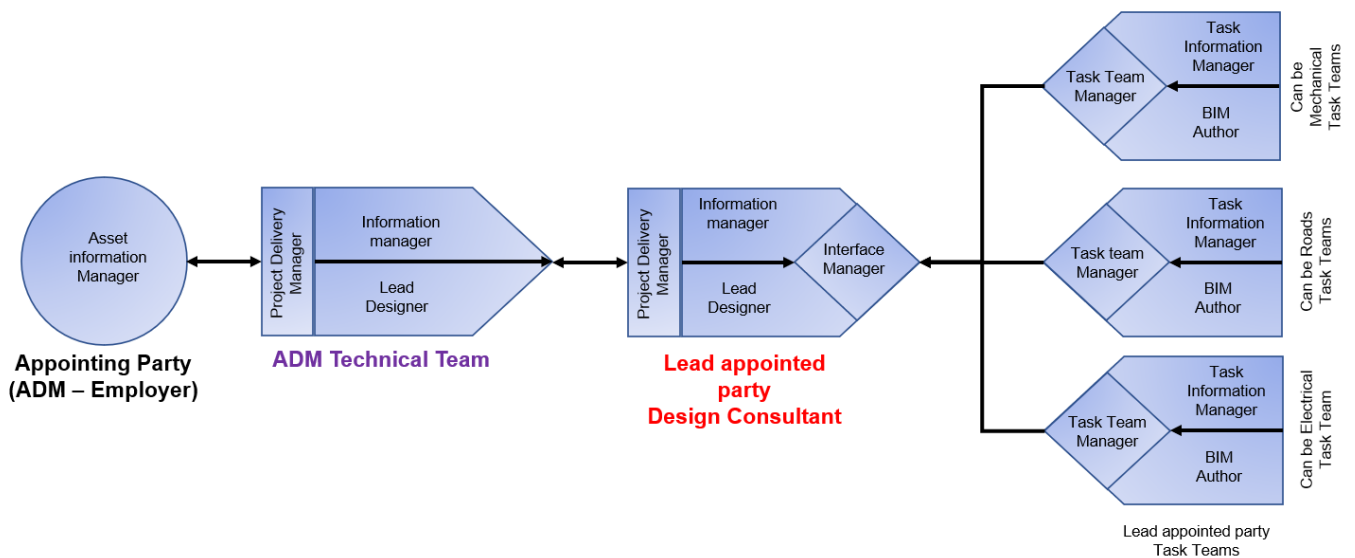 Asset
information
Manager
Appointing Party
(ADM – Employer)
Project Delivery
Manager
Information
manager
Lead
Designer
ADM Technical Team
Project Delivery
Manager
Information
manager
Lead
Designer
Interface
Manager
Lead appointed
party
Design Consultant
Task Team
Manager
Task
Information
Manager
BIM
Author
Can be
Mechanical
Task Teams
Task team
Manager
Task
Information
Manager
BIM
Author
Can be Roads
Task Teams
Task Team
Manager
Task
Information
Manager
BIM
Author
Can be Electrical
Task Team
Lead appointed party
Task Teams